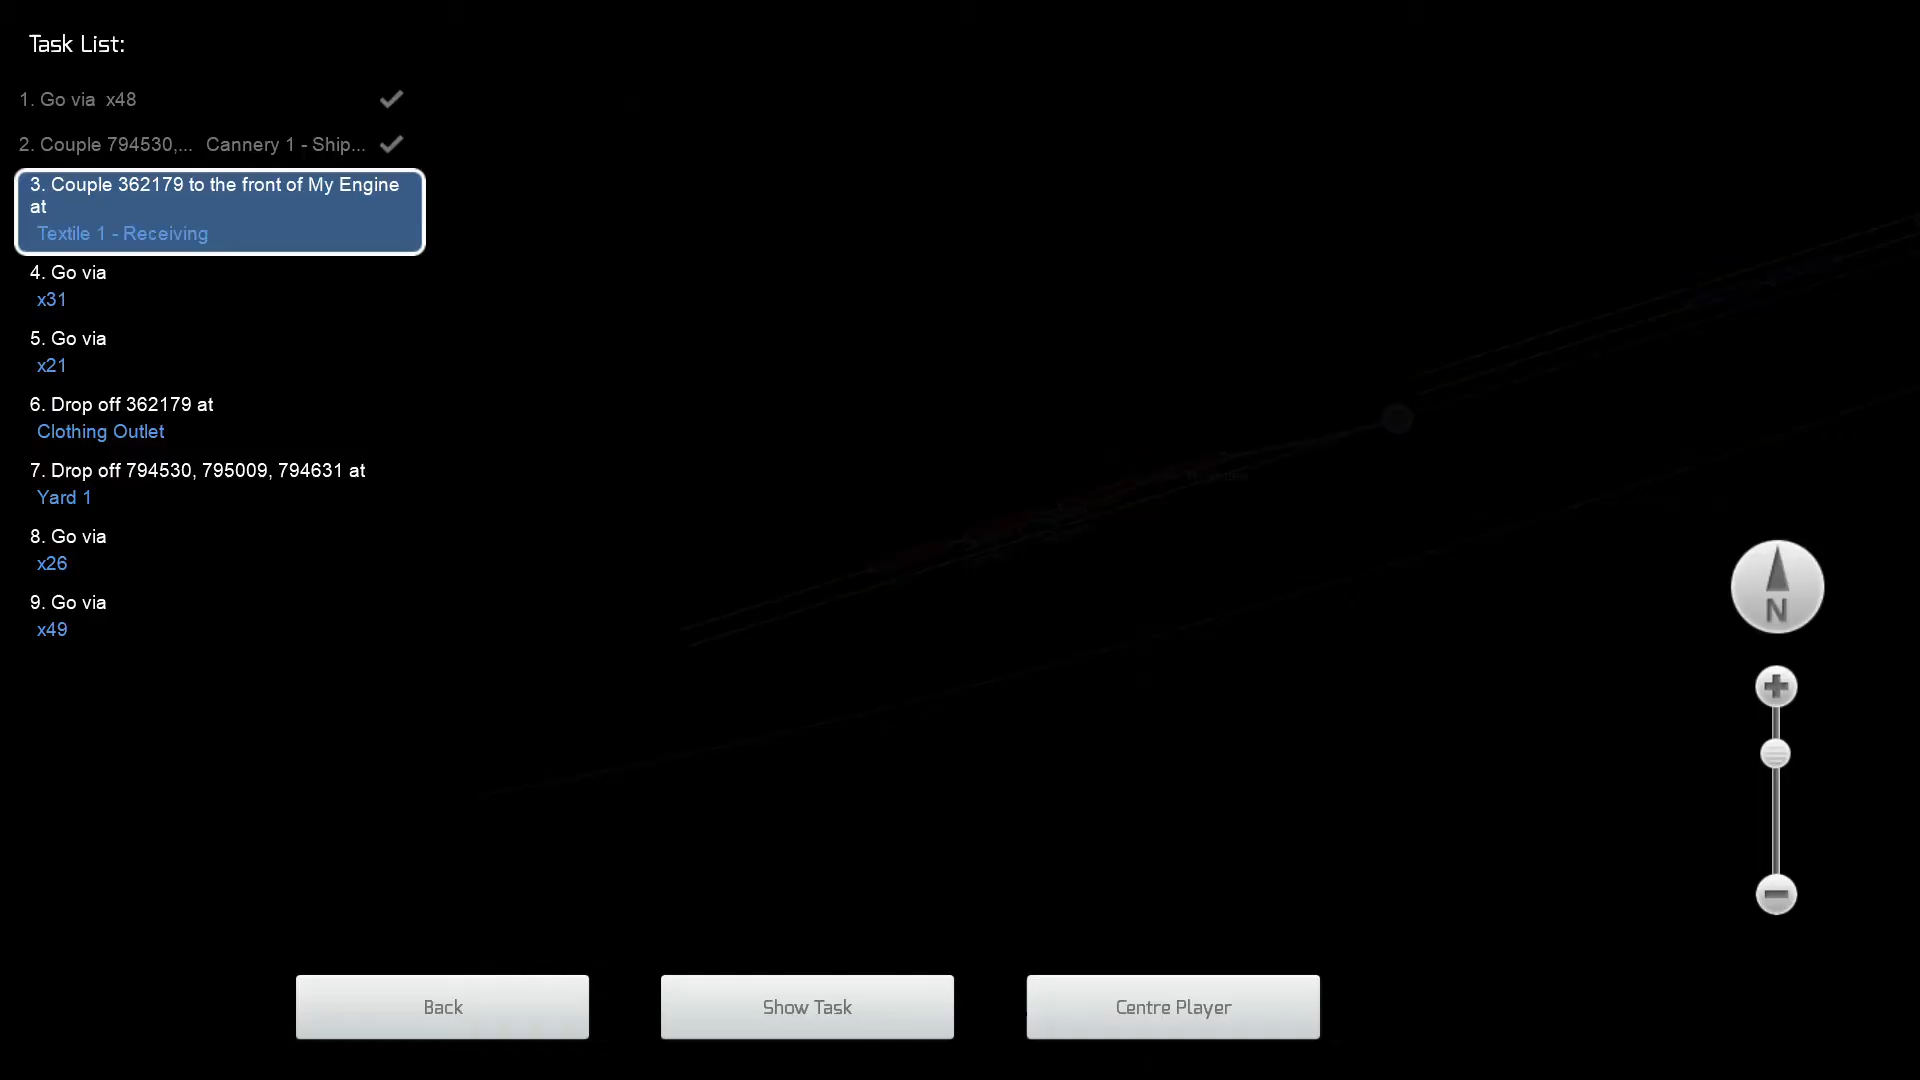 Task List:
1. Go via x48
2. Couple 794530,... Cannery 1 - Ship...
3. Couple 362179 to the front of My Engine
at
Textile 1 - Receiving
4. Go via
x31
5. Go via
x21
6. Drop off 362179 at
Clothing Outlet
7. Drop off 794530, 795009, 794631 at
Yard 1
8. Go via
x26
9. Go via
x49
N
Back
Show Task
Centre Player